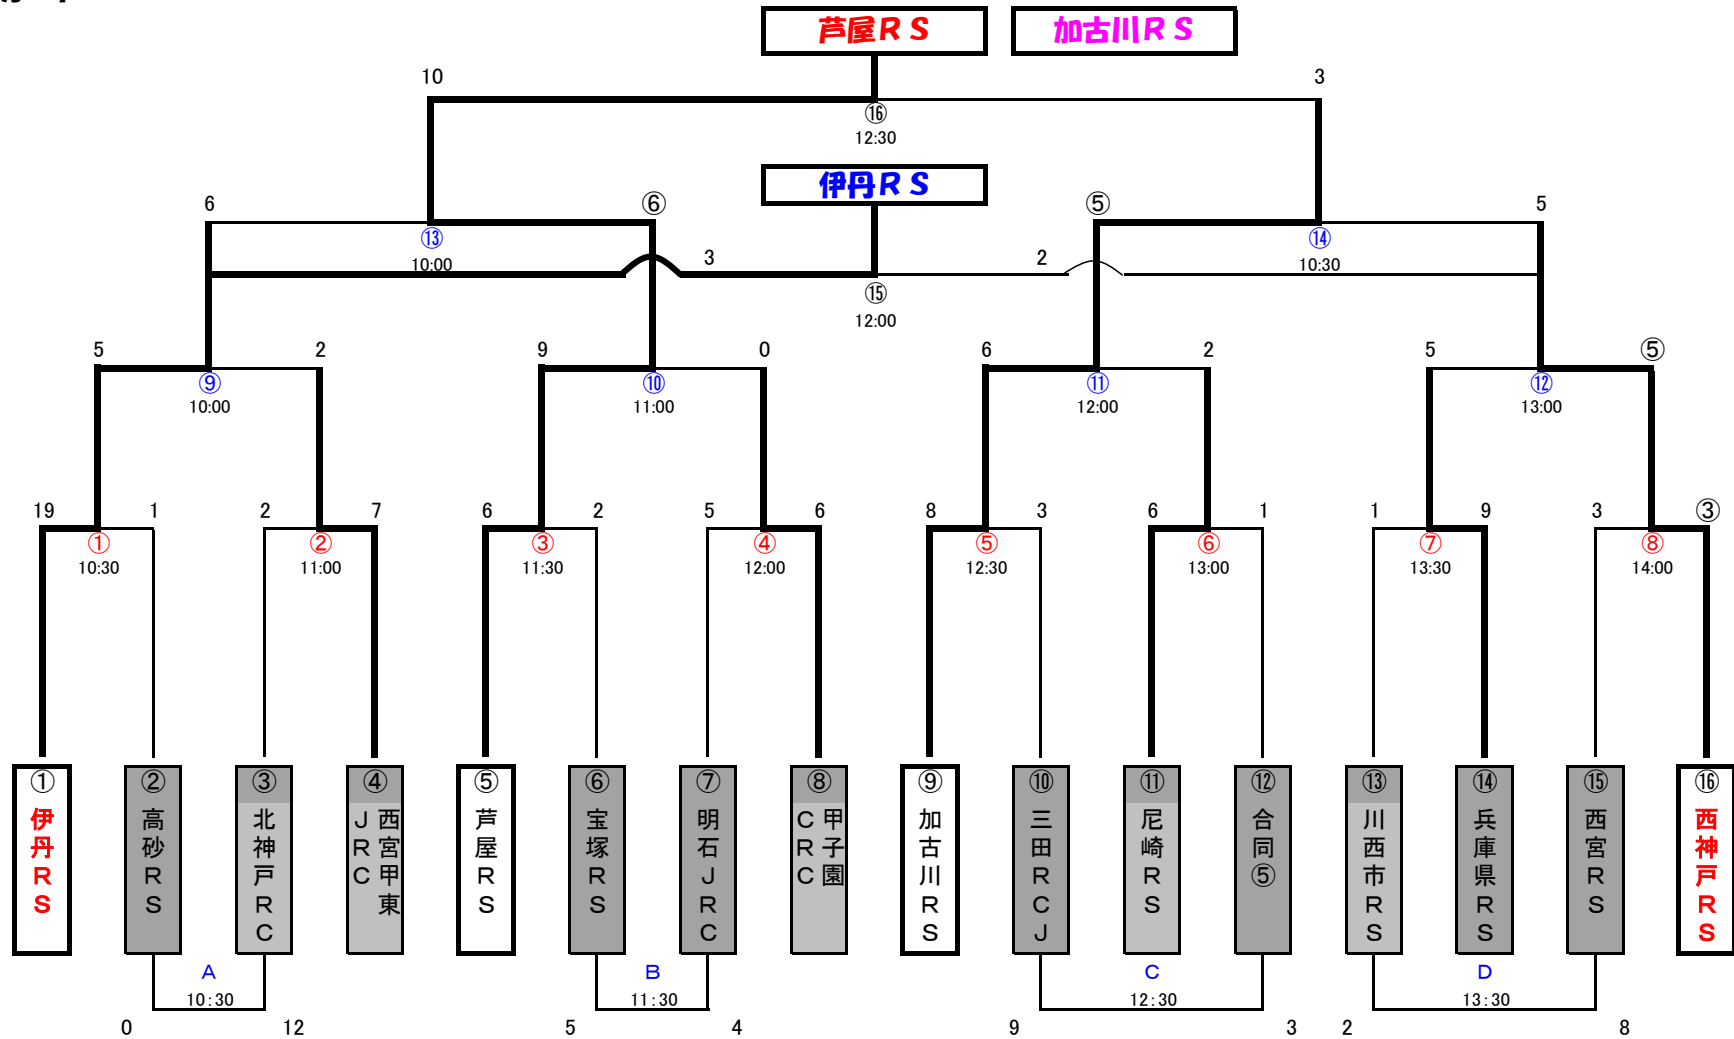 芦屋ＲＳ 加古川ＲＳ
10 3
⑯
12:30
伊丹ＲＳ
6 ⑥ ⑤ 5
⑬ ⑭
10:00 3 2 10:30
⑮
12:00
5 2 9 0 6 2 5 ⑤
⑨ ⑩ ⑪ ⑫
10:00 11:00 12:00 13:00
19 1 2 7 6 2 5 6 8 3 6 1 1 9 3 ③
① ② ③ ④ ⑤ ⑥ ⑦ ⑧
10:30 11:00 11:30 12:00 12:30 13:00 13:30 14:00
① 伊丹ＲＳ
② 高砂ＲＳ
③ 北神戸ＲＣ
④ 西宮甲東ＪＲＣ
⑤ 芦屋ＲＳ
⑥ 宝塚ＲＳ
⑦ 明石ＪＲＣ
⑧ 甲子園ＣＲＣ
⑨ 加古川ＲＳ
⑩ 三田ＲＣＪ
⑪ 尼崎ＲＳ
⑫ 合同⑤
⑬ 川西市ＲＳ
⑭ 兵庫県ＲＳ
⑮ 西宮ＲＳ
⑯ 西神戸ＲＳ
A B C D
10:30 11:30 12:30 13:30
0 12 5 4 9 3 2 8